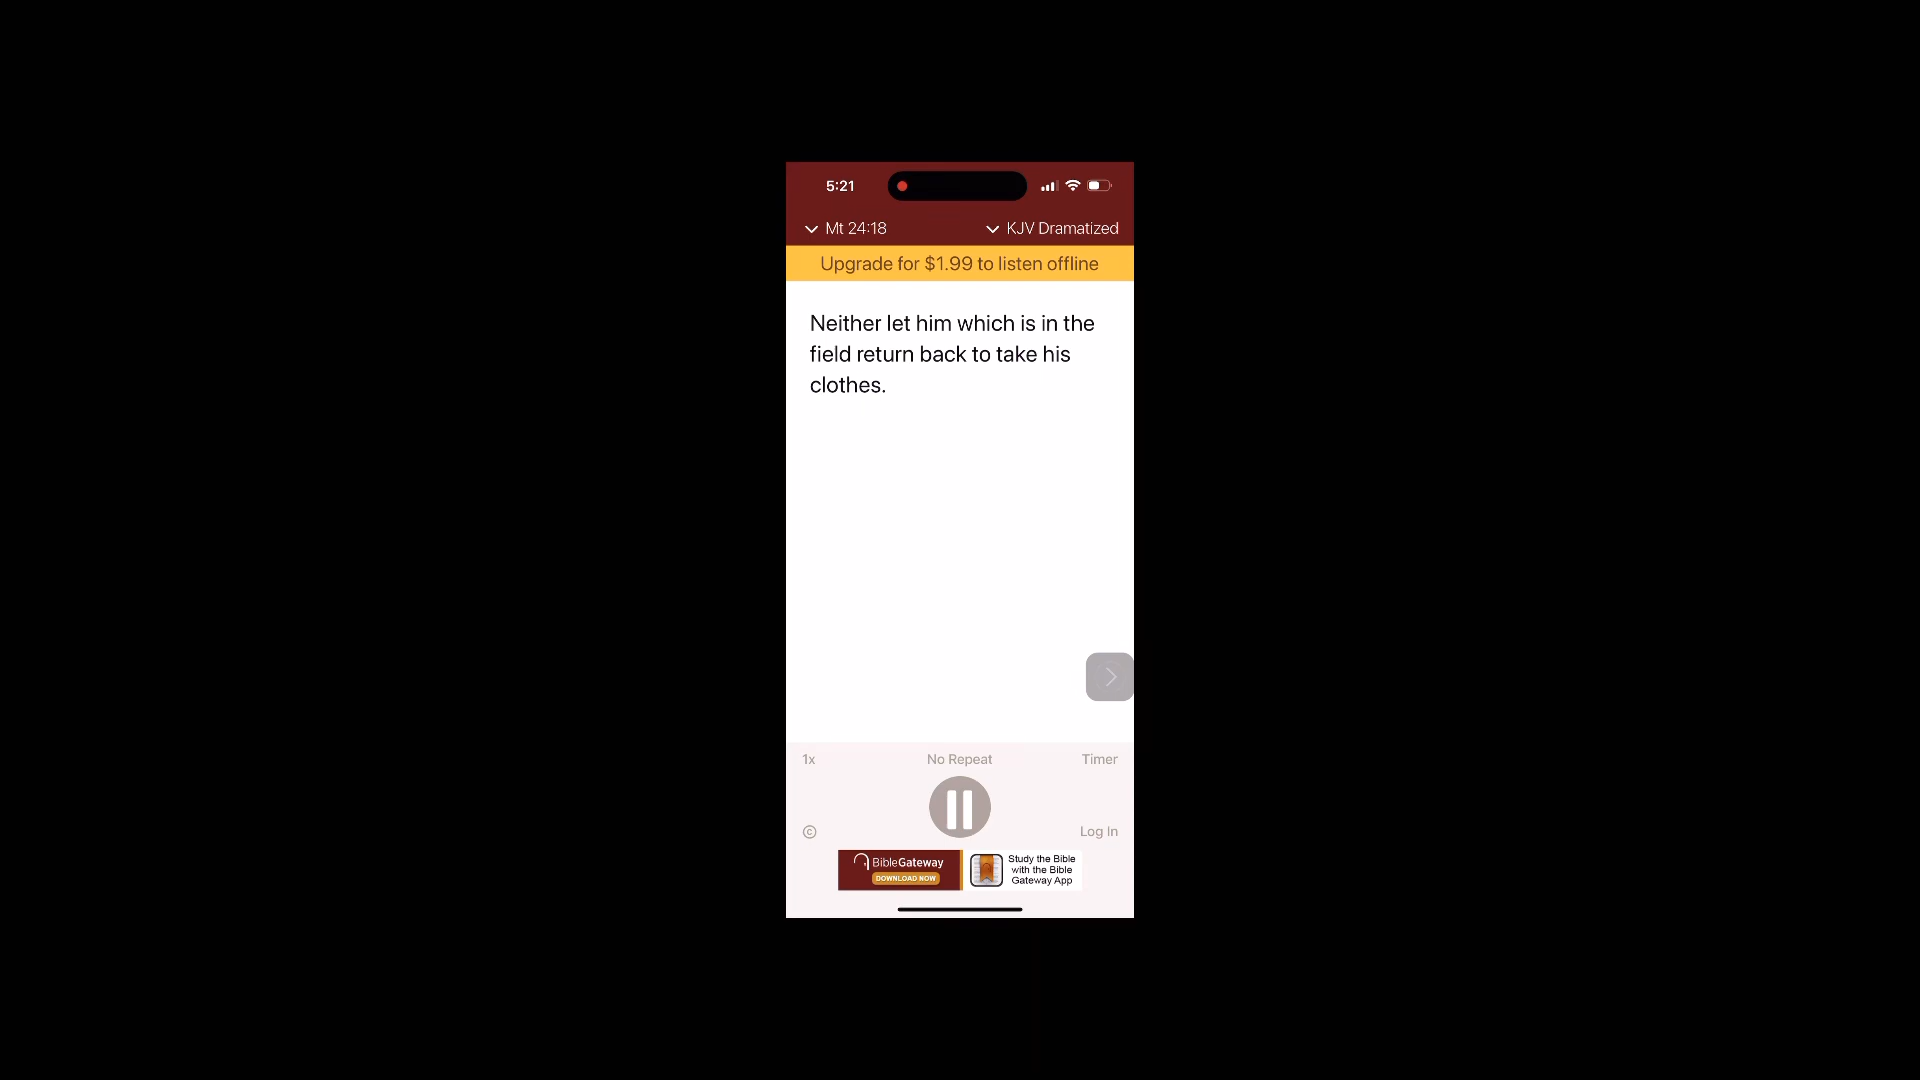 5:21
Mt 24:18
KJV Dramatized
Upgrade for $1.99 to listen offline
Neither let him which is in the
field return back to take his
clothes.
1x
No Repeat
Timer
©
Log In
BibleGateway
DOWNLOAD NOW
Study the Bible
with the Bible
Gateway App